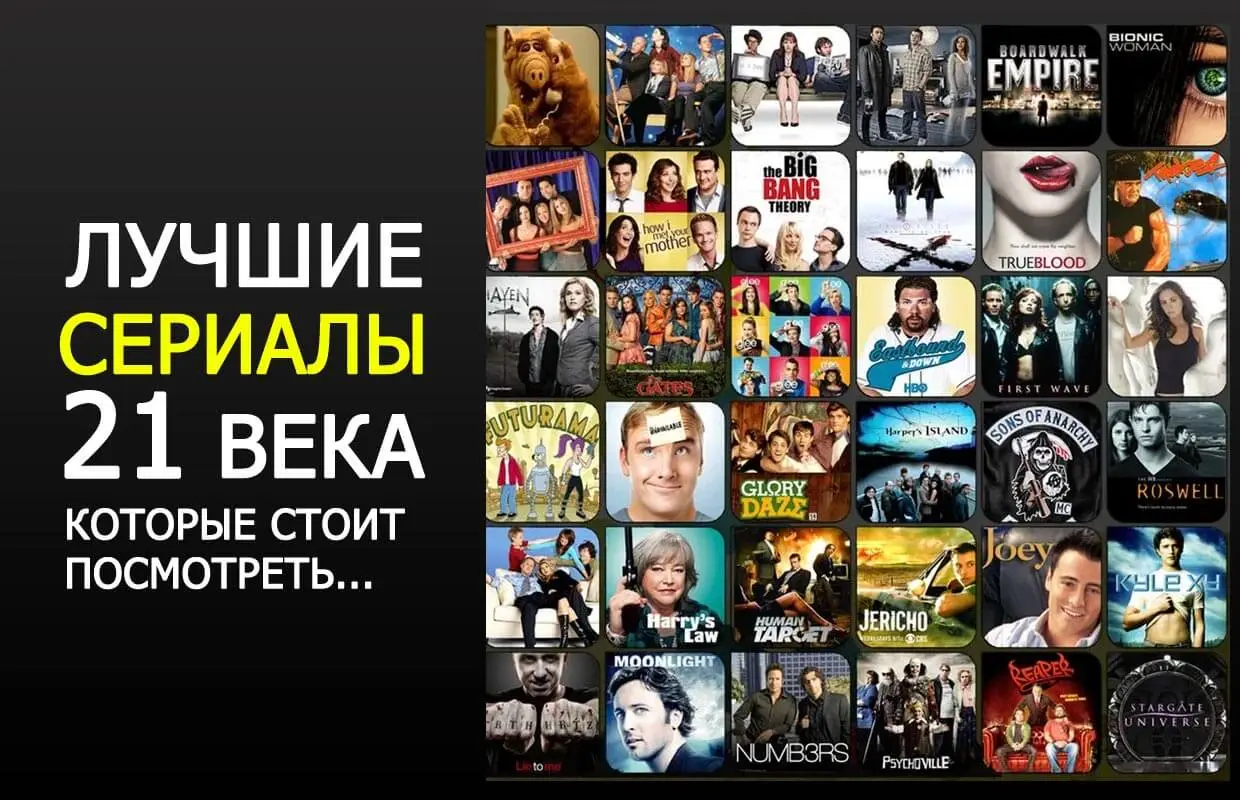 ЛУЧШИЕ
СЕРИАЛЫ
21 ВЕКА
КОТОРЫЕ СТОИТ
ПОСМОТРЕТЬ...
BOARDWALK
EMPIRE
BIONIC
WOMAN
how i
met your
mother
the BiG
BANG
THEORY
TRUEBLOOD
AYEN
GATES
glee
Eastbound
& DOWN
HBO
FIRST WAVE
FUTURAMA
GLORY
DAZE
Harper's ISLAND
SONS OF ANARCHY
MC
ROSWELL
Harry's
Law
HUMAN
TARGET
JERICHO
CBS
Joey
KYLE XY
Lie to me
MOONLIGHT
NUMB3RS
PSYCHOVILLE
REAPER
STARGATE
UNIVERSE